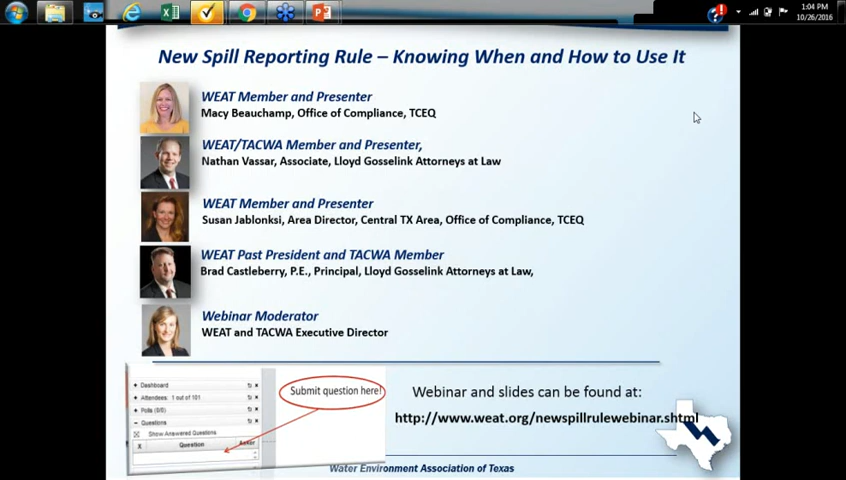 1:04 PM
10/26/2016
New Spill Reporting Rule – Knowing When and How to Use It
WEAT Member and Presenter
Macy Beauchamp, Office of Compliance, TCEQ
WEAT/TACWA Member and Presenter,
Nathan Vassar, Associate, Lloyd Gosselink Attorneys at Law
WEAT Member and Presenter
Susan Jablonksi, Area Director, Central TX Area, Office of Compliance, TCEQ
WEAT Past President and TACWA Member
Brad Castleberry, P.E., Principal, Lloyd Gosselink Attorneys at Law,
Webinar Moderator
WEAT and TACWA Executive Director
Dashboard
Attendees: 1 out of 101
Polls (0/0)
Questions
Show Answered Questions
X Question Asker
Submit question here!
Webinar and slides can be found at:
http://www.weat.org/newspillrulewebinar.shtml
Water Environment Association of Texas